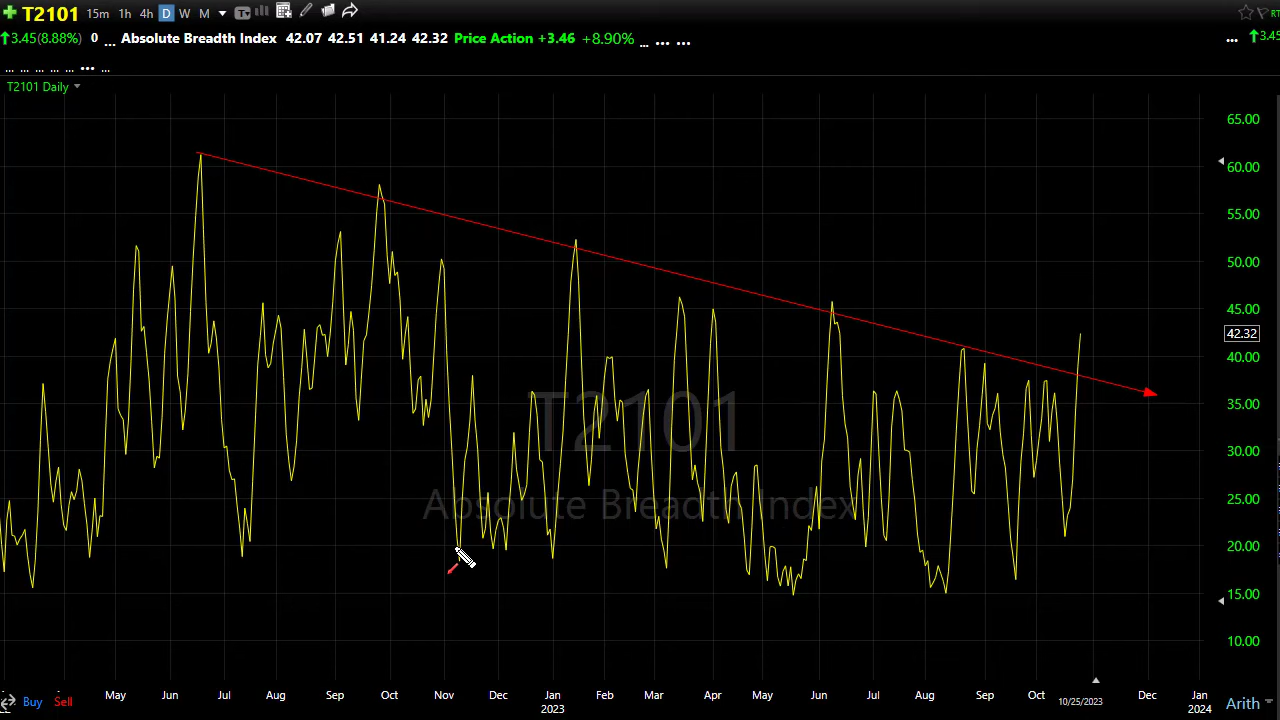 T2101 15m 1h 4h D W M T
3.45(8.88%) 0 ... Absolute Breadth Index 42.07 42.51 41.24 42.32 Price Action +3.46 +8.90% ... ... ... ... 3.45
... ... ... ... ... ... ...
T2101 Daily
65.00
60.00
55.00
50.00
45.00
42.32
40.00
35.00
30.00
25.00
20.00
15.00
10.00
T2101
Absolute Breadth Index
May Jun Jul Aug Sep Oct Nov Dec Jan Feb Mar Apr May Jun Jul Aug Sep Oct Dec Jan
Buy Sell 2023 10/25/2023 2024
Arith